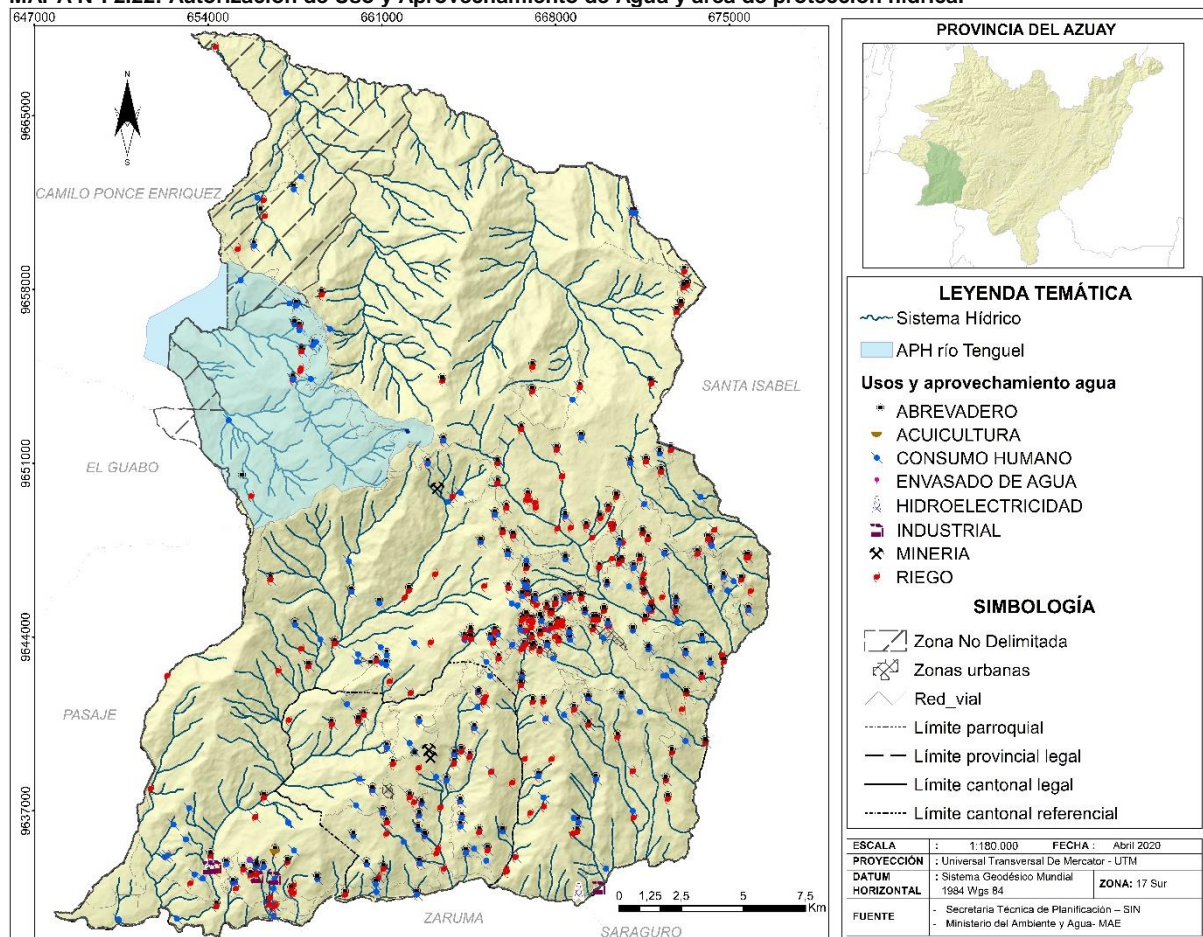 MAPA N 1 2.22: Autorización de Uso y Aprovechamiento de Agua y área de protección hídrica.
647000 654000 661000 668000 675000
9665000
9658000
9651000
9644000
9637000
N
S
CAMILO PONCE ENRIQUEZ
SANTA ISABEL
EL GUABO
PASAJE
ZARUMA
SARAGURO
0 1,25 2,5 5 7,5
Km
PROVINCIA DEL AZUAY
LEYENDA TEMÁTICA
Sistema Hídrico
APH río Tenguel
Usos y aprovechamiento agua
ABREVADERO
ACUICULTURA
CONSUMO HUMANO
ENVASADO DE AGUA
HIDROELECTRICIDAD
INDUSTRIAL
MINERIA
RIEGO
SIMBOLOGÍA
Zona No Delimitada
Zonas urbanas
Red_vial
Límite parroquial
Límite provincial legal
Límite cantonal legal
Límite cantonal referencial
ESCALA : 1:180.000 FECHA : Abril 2020
PROYECCIÓN : Universal Transversal De Mercator - UTM
DATUM HORIZONTAL : Sistema Geodésico Mundial 1984 Wgs 84 ZONA: 17 Sur
FUENTE - Secretaría Técnica de Planificación – SIN
- Ministerio del Ambiente y Agua- MAE